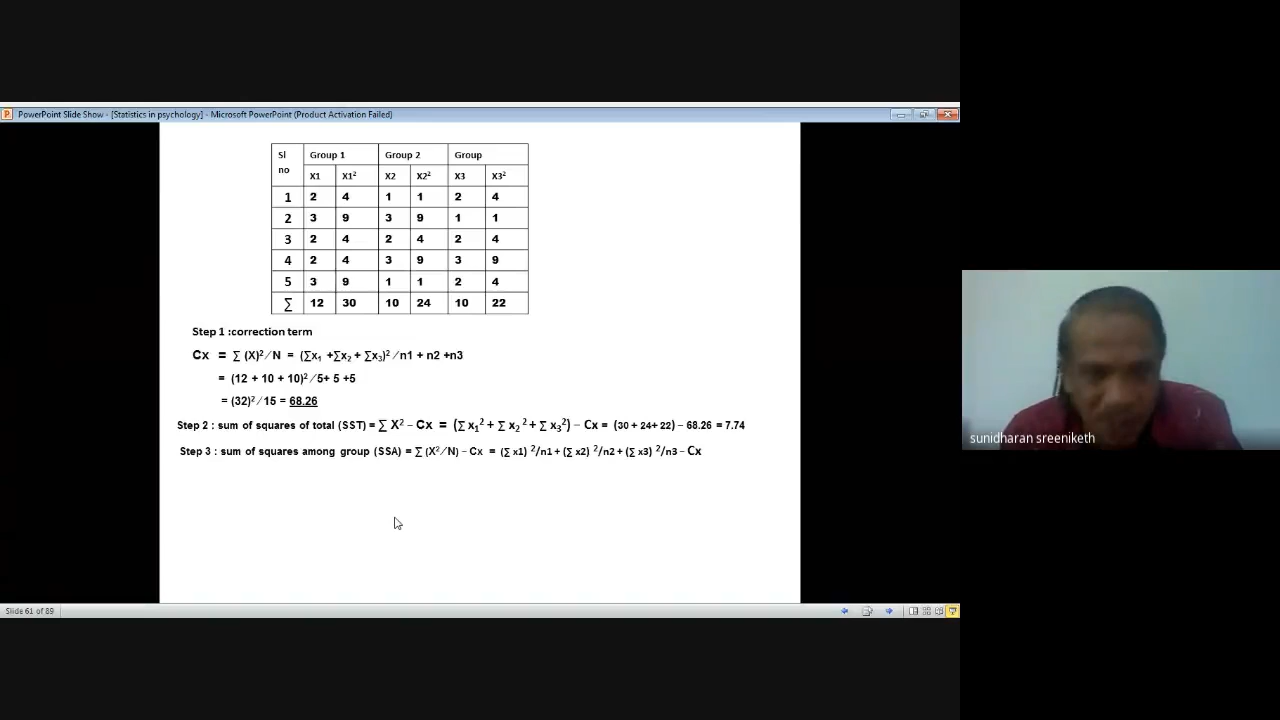 PowerPoint Slide Show - [Statistics in psychology] - Microsoft PowerPoint (Product Activation Failed)
Sl no Group 1 Group 2 Group
X1 X1² X2 X2² X3 X3²
1 2 4 1 1 2 4
2 3 9 3 9 1 1
3 2 4 2 4 2 4
4 2 4 3 9 3 9
5 3 9 1 1 2 4
∑ 12 30 10 24 10 22
Step 1 :correction term
Cx = ∑ (X)² ∕ N = (∑x₁ +∑x₂ + ∑x₃)² ∕ n1 + n2 +n3
= (12 + 10 + 10)² ∕ 5+ 5 +5
= (32)² ∕ 15 = 68.26
Step 2 : sum of squares of total (SST) = ∑ X² − Cx = (∑ x₁² + ∑ x₂² + ∑ x₃²) − Cx = (30 + 24+ 22) − 68.26 = 7.74
Step 3 : sum of squares among group (SSA) = ∑ (X² ∕ N) − Cx = (∑ x1) ²/n1 + (∑ x2) ²/n2 + (∑ x3) ²/n3 − Cx
sunidharan sreeniketh
Slide 61 of 89